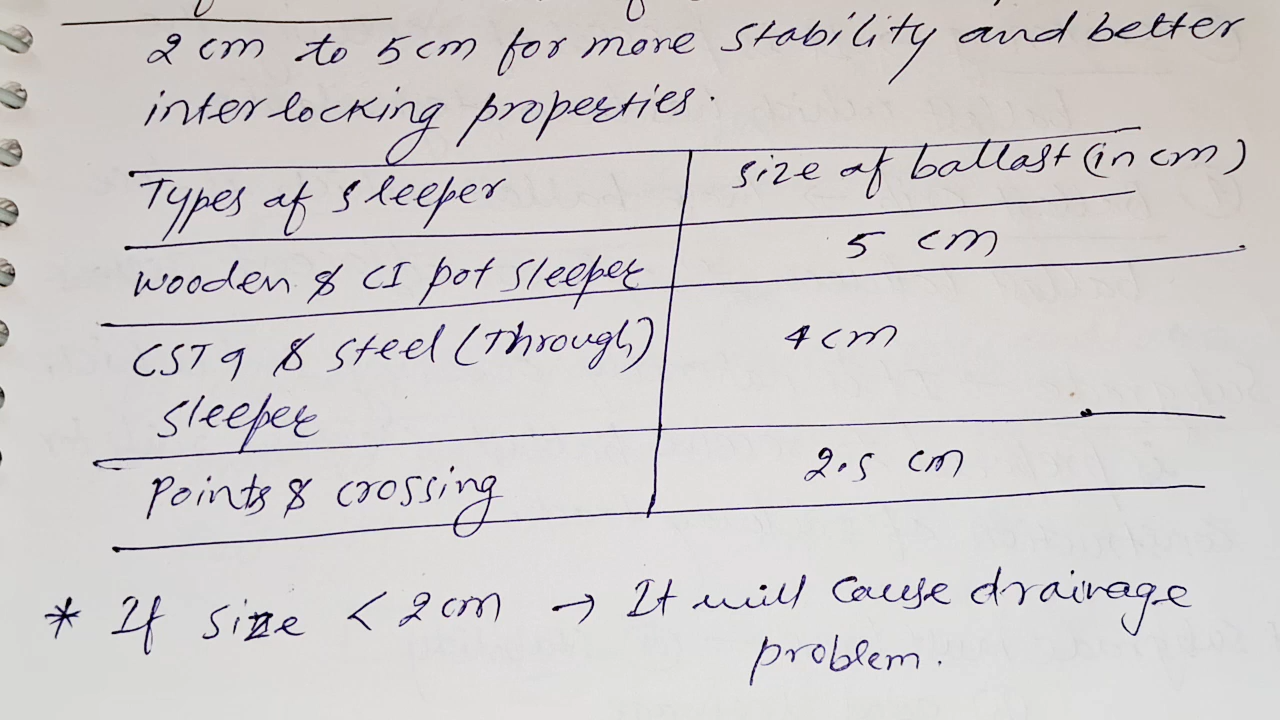 2 cm to 5 cm for more stability and better
interlocking properties.
Types of sleeper size of ballast (in cm)
wooden & CI pot sleeper 5 cm
CST 9 & steel (Through) 4 cm
sleeper
Points & crossing 2.5 cm
* If size < 2 cm → It will cause drainage
problem.